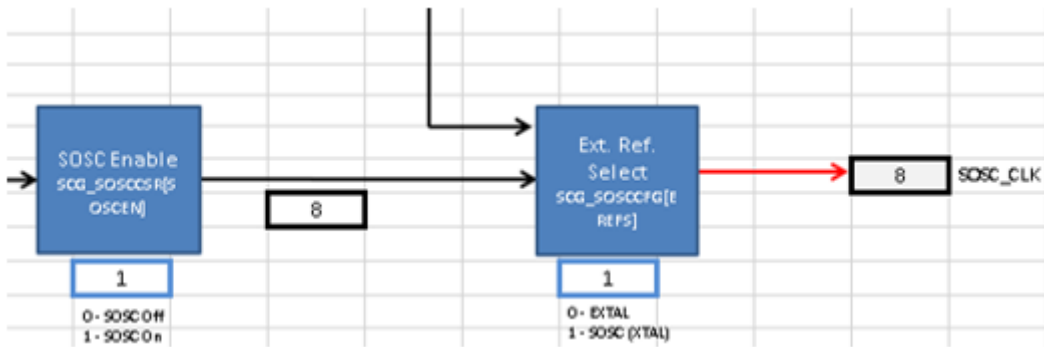 SOSC Enable
SCG_SOSCCSR[S
OSCEN]
8
1
0 - SOSC Off
1 - SOSC On
Ext. Ref.
Select
SCG_SOSCCFG[E
REFS]
1
0 - EXTAL
1 - SOSC (XTAL)
8
SOSC_CLK